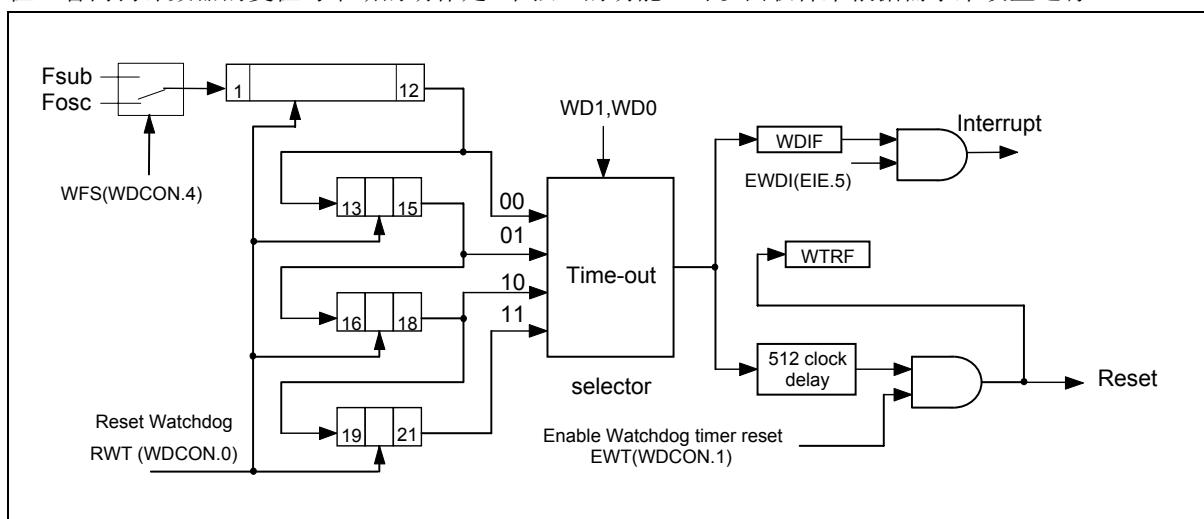 Fsub
Fosc
WFS(WDCON.4)
1
12
13
15
16
18
19
21
Reset Watchdog
RWT (WDCON.0)
WD1,WD0
00
01
10
11
Time-out
selector
WDIF
EWDI(EIE.5)
Interrupt
WTRF
512 clock
delay
Reset
Enable Watchdog timer reset
EWT(WDCON.1)